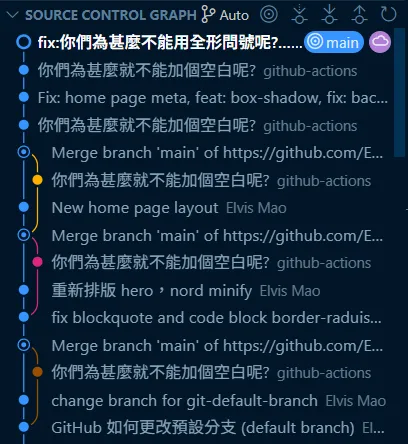 SOURCE CONTROL GRAPH Auto
fix:你們為甚麼不能用全形問號呢?...... main
你們為甚麼就不能加個空白呢? github-actions
Fix: home page meta, feat: box-shadow, fix: bac...
你們為甚麼就不能加個空白呢? github-actions
Merge branch 'main' of https://github.com/E...
你們為甚麼就不能加個空白呢? github-actions
New home page layout Elvis Mao
Merge branch 'main' of https://github.com/E...
你們為甚麼就不能加個空白呢? github-actions
重新排版 hero，nord minify Elvis Mao
fix blockquote and code block border-raduis...
Merge branch 'main' of https://github.com/E...
你們為甚麼就不能加個空白呢? github-actions
change branch for git-default-branch Elvis Mao
GitHub 如何更改預設分支 (default branch) El...